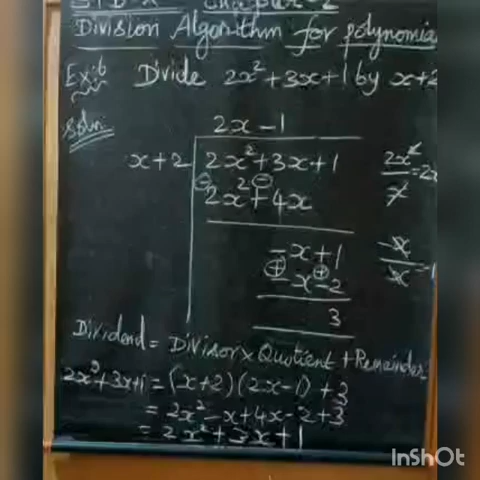 Division Algorithm for polynomia
Ex:6 Divide 2x² + 3x + 1 by x+2
Soln:
2x - 1
x + 2 2x² + 3x + 1
2x²/x = 2x
⊖ ⊖
2x² + 4x
- x + 1
-x/x = -1
⊕ ⊕
- x - 2
3
Dividend = Divisor x Quotient + Remainder
2x² + 3x + 1 = (x+2) (2x-1) + 3
= 2x² - x + 4x - 2 + 3
= 2x² + 3x + 1
InShOt